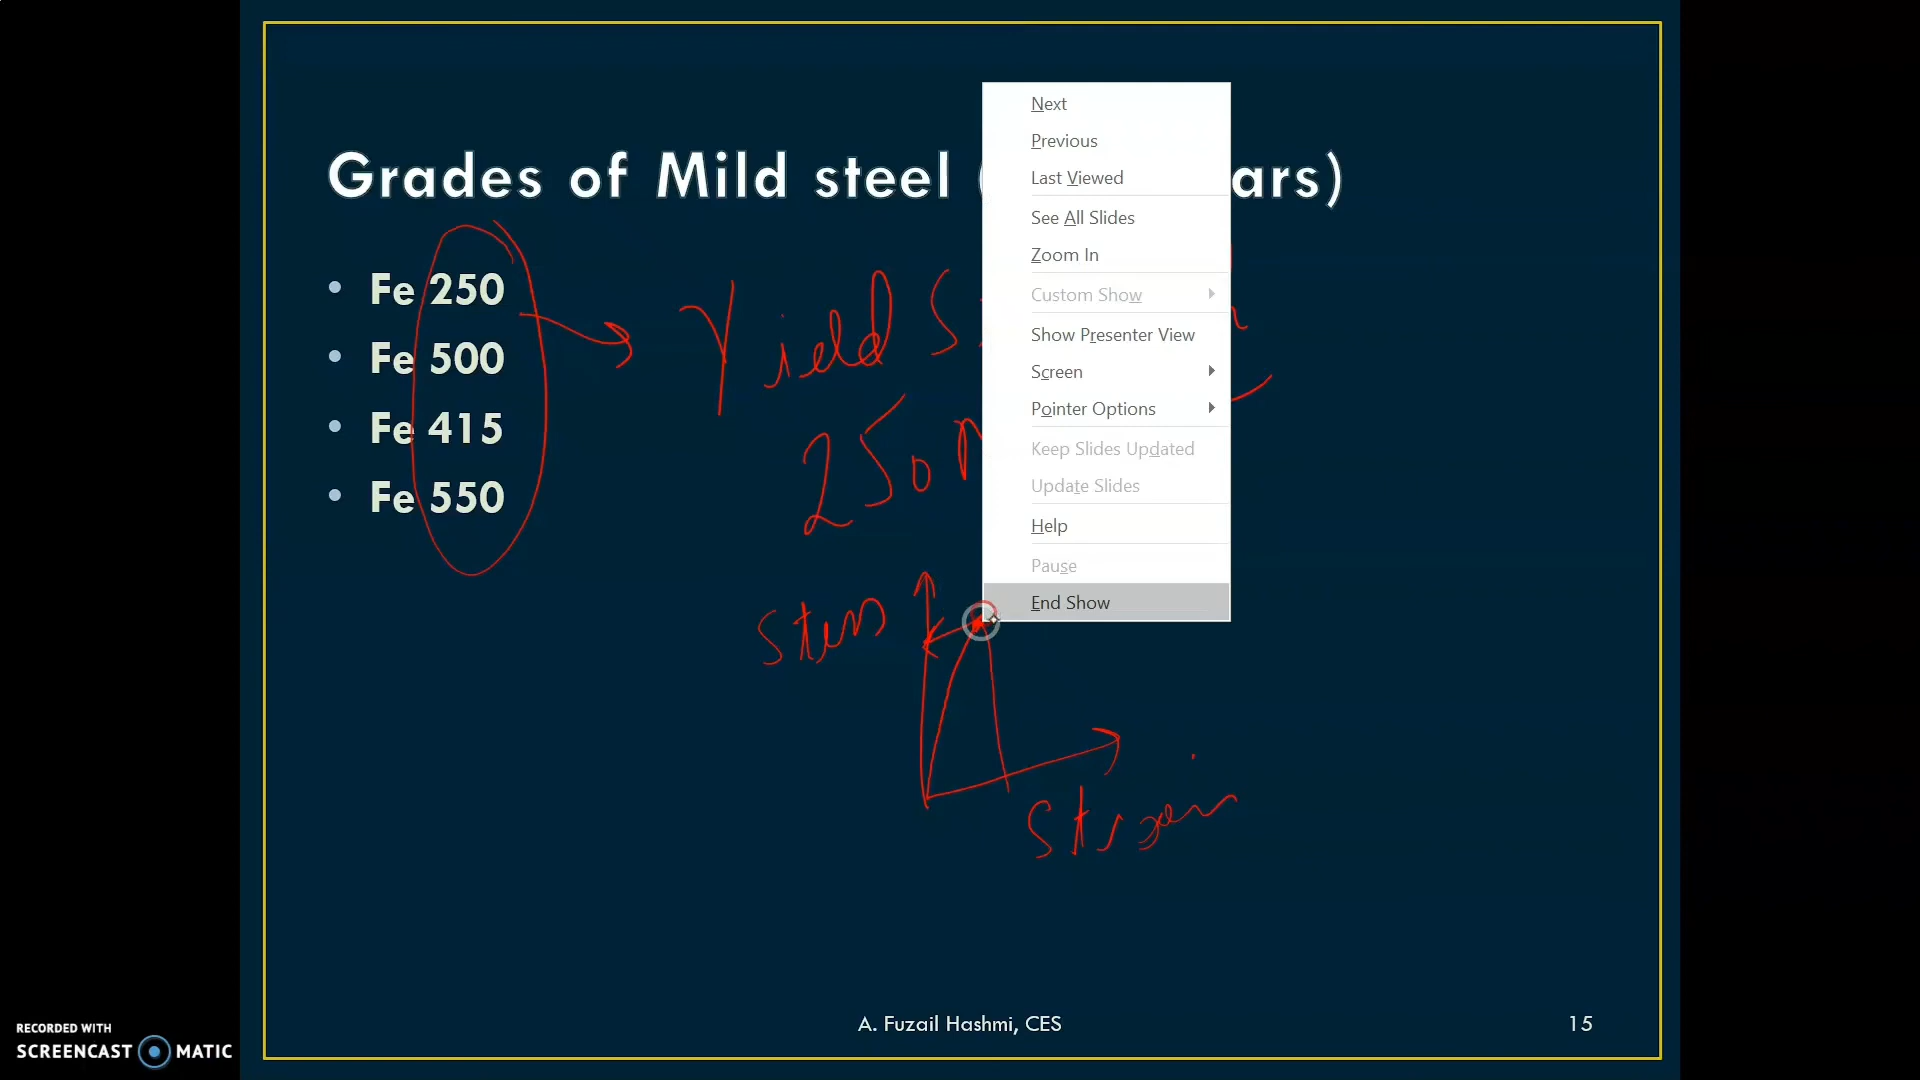 Grades of Mild steel
ars)
• Fe 250
• Fe 500
• Fe 415
• Fe 550
Yield S
250
Stress
Strain
Next
Previous
Last Viewed
See All Slides
Zoom In
Custom Show
Show Presenter View
Screen
Pointer Options
Keep Slides Updated
Update Slides
Help
Pause
End Show
A. Fuzail Hashmi, CES
15
RECORDED WITH
SCREENCAST MATIC